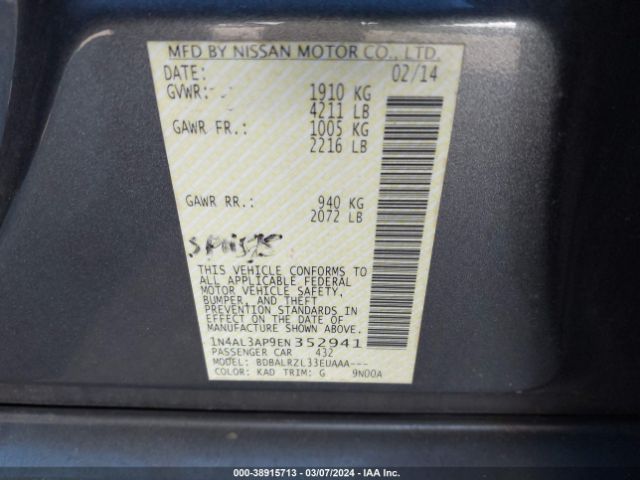 MFD BY NISSAN MOTOR CO., LTD.
DATE: 02/14
GVWR: 1910 KG
4211 LB
GAWR FR.: 1005 KG
2216 LB
GAWR RR.: 940 KG
2072 LB
THIS VEHICLE CONFORMS TO
ALL APPLICABLE FEDERAL
MOTOR VEHICLE SAFETY,
BUMPER, AND THEFT
PREVENTION STANDARDS IN
EFFECT ON THE DATE OF
MANUFACTURE SHOWN ABOVE.
1N4AL3AP9EN352941
PASSENGER CAR 432
MODEL: BDBALRZL33EUAAA---
COLOR: KAD TRIM: G 9N00A
000-38915713 - 03/07/2024 - IAA Inc.